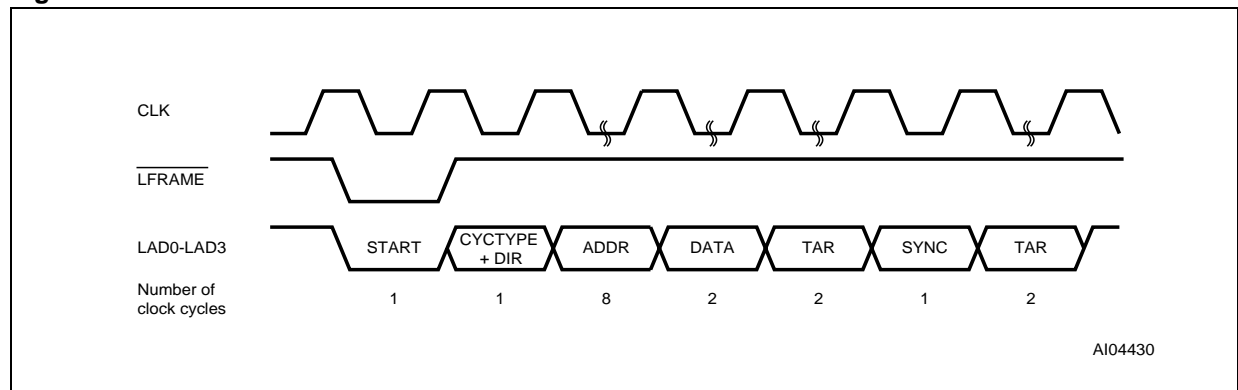 CLK
LFRAME
LAD0-LAD3
START
CYCTYPE
+ DIR
ADDR
DATA
TAR
SYNC
TAR
Number of
clock cycles
1
1
8
2
2
1
2
AI04430